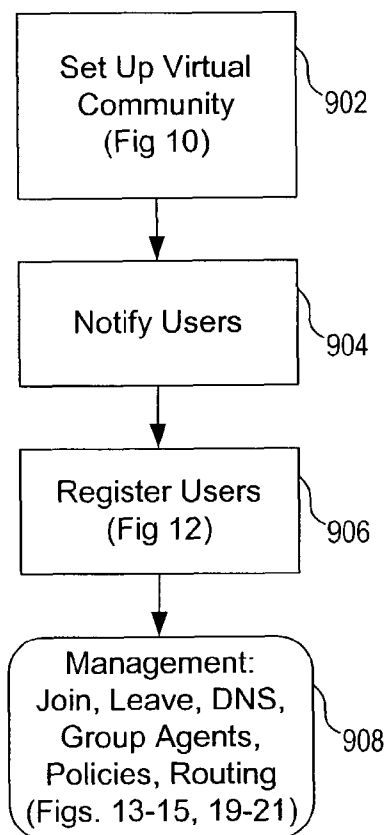 Set Up Virtual
Community
(Fig 10)
902
Notify Users
904
Register Users
(Fig 12)
906
Management:
Join, Leave, DNS,
Group Agents,
Policies, Routing
(Figs. 13-15, 19-21)
908